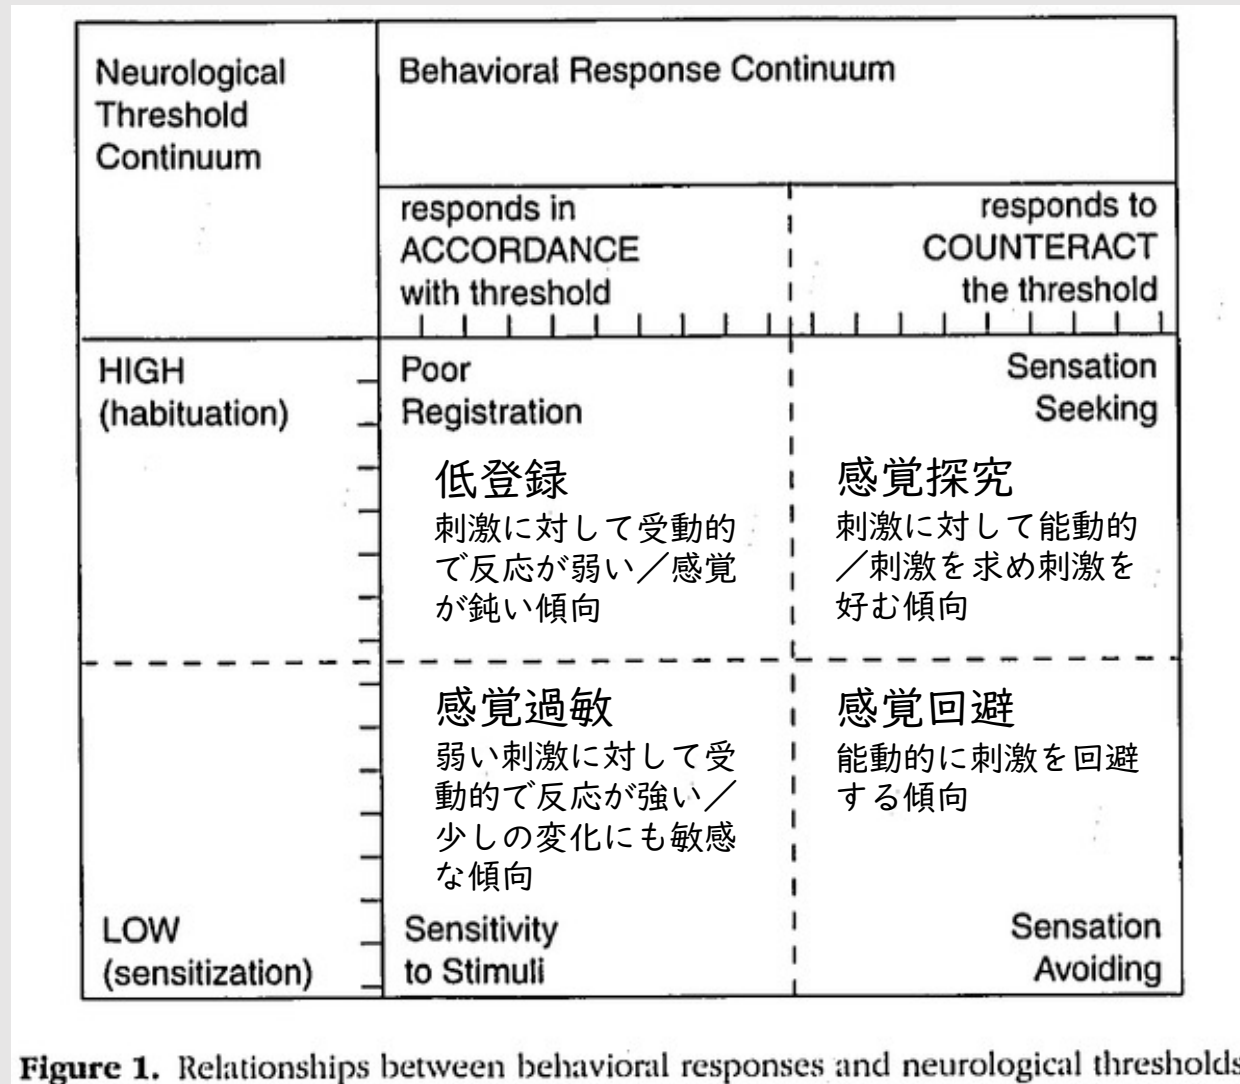 Neurological
Threshold
Continuum
Behavioral Response Continuum
responds in
ACCORDANCE
with threshold
responds to
COUNTERACT
the threshold
HIGH
(habituation)
Poor
Registration
低登録
刺激に対して受動的
で反応が弱い／感覚
が鈍い傾向
Sensation
Seeking
感覚探究
刺激に対して能動的
／刺激を求め刺激を
好む傾向
感覚過敏
弱い刺激に対して受
動的で反応が強い／
少しの変化にも敏感
な傾向
感覚回避
能動的に刺激を回避
する傾向
LOW
(sensitization)
Sensitivity
to Stimuli
Sensation
Avoiding
Figure 1. Relationships between behavioral responses and neurological thresholds